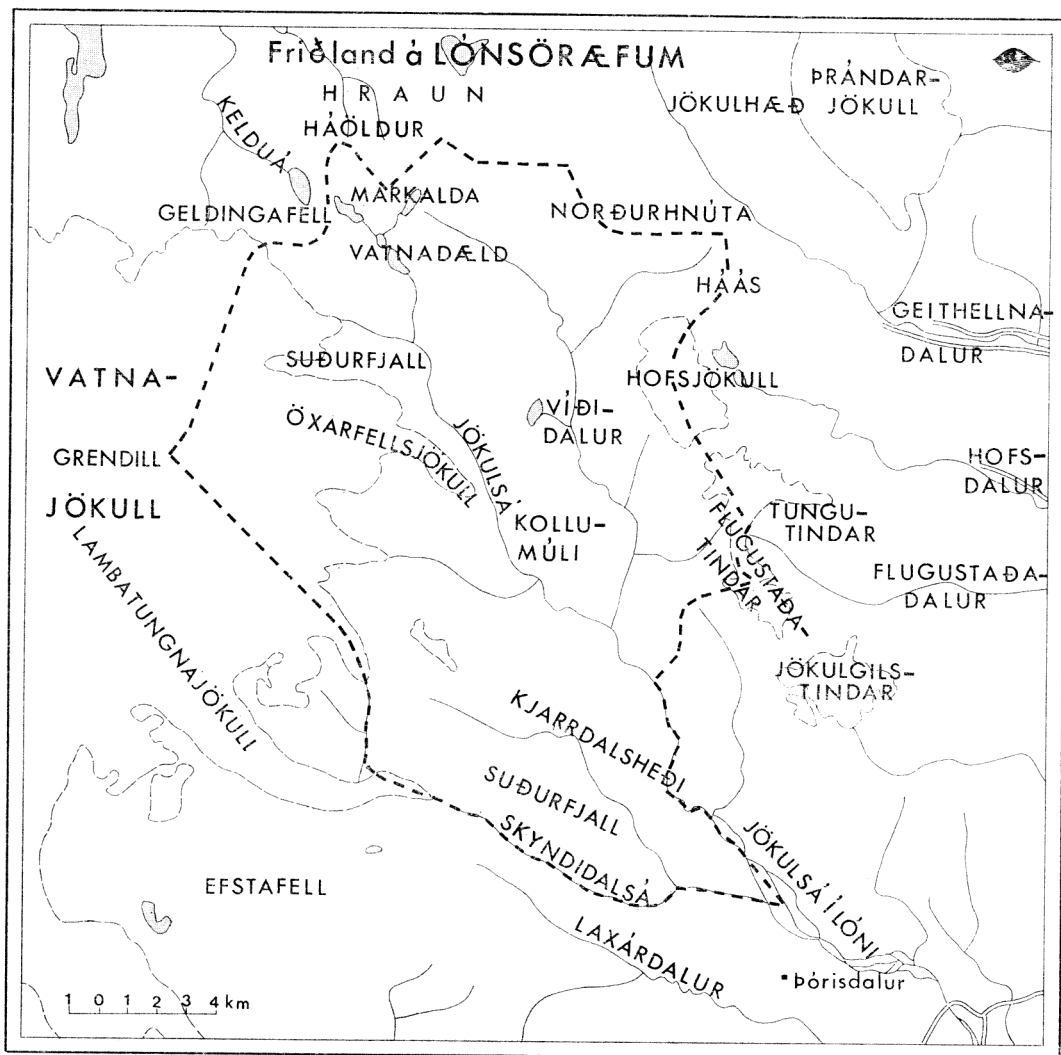 Friðland á LÓNSÖRÆFUM
HRAUN
ÞRÁNDAR-
JÖKULL
JÖKULHÆÐ
KELDUÁ
HÁÖLDUR
MARKALDA
GELDINGAFELL
NORÐURHNÚTA
VATNADÆLD
HÁÁS
GEITHELLNA-
DALUR
SUÐURFJALL
HOFSJÖKULL
VATNA-
JÖKULL
ÖXARFELLSJÖKULL
JÖKULSÁ
VÍÐI-
DALUR
GRENDILL
HOFS-
DALUR
KOLLU-
MÚLI
TUNGU-
TINDAR
FLUGUSTAÐA-
TINDAR
FLUGUSTAÐA-
DALUR
LAMBATUNGNAJÖKULL
JÖKULGILS-
TINDAR
KJARRDALSHEÐI
SUÐURFJALL
SKYNDIDALSÁ
JÖKULSÁ Í LÓNI
EFSTAFELL
LAXÁRDALUR
Þórisdalur
1 0 1 2 3 4 km